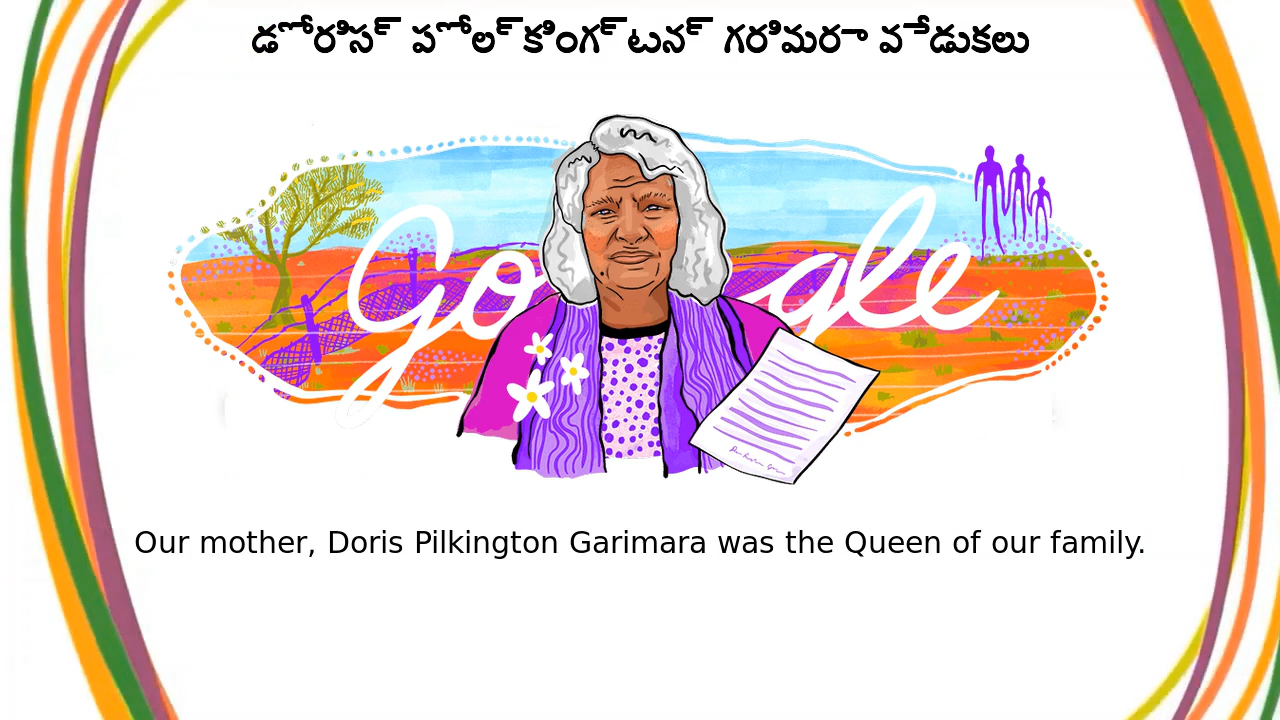 డోరిస్ పిల్కింగ్టన్ గరిమరా వేడుకలు
Google
Our mother, Doris Pilkington Garimara was the Queen of our family.